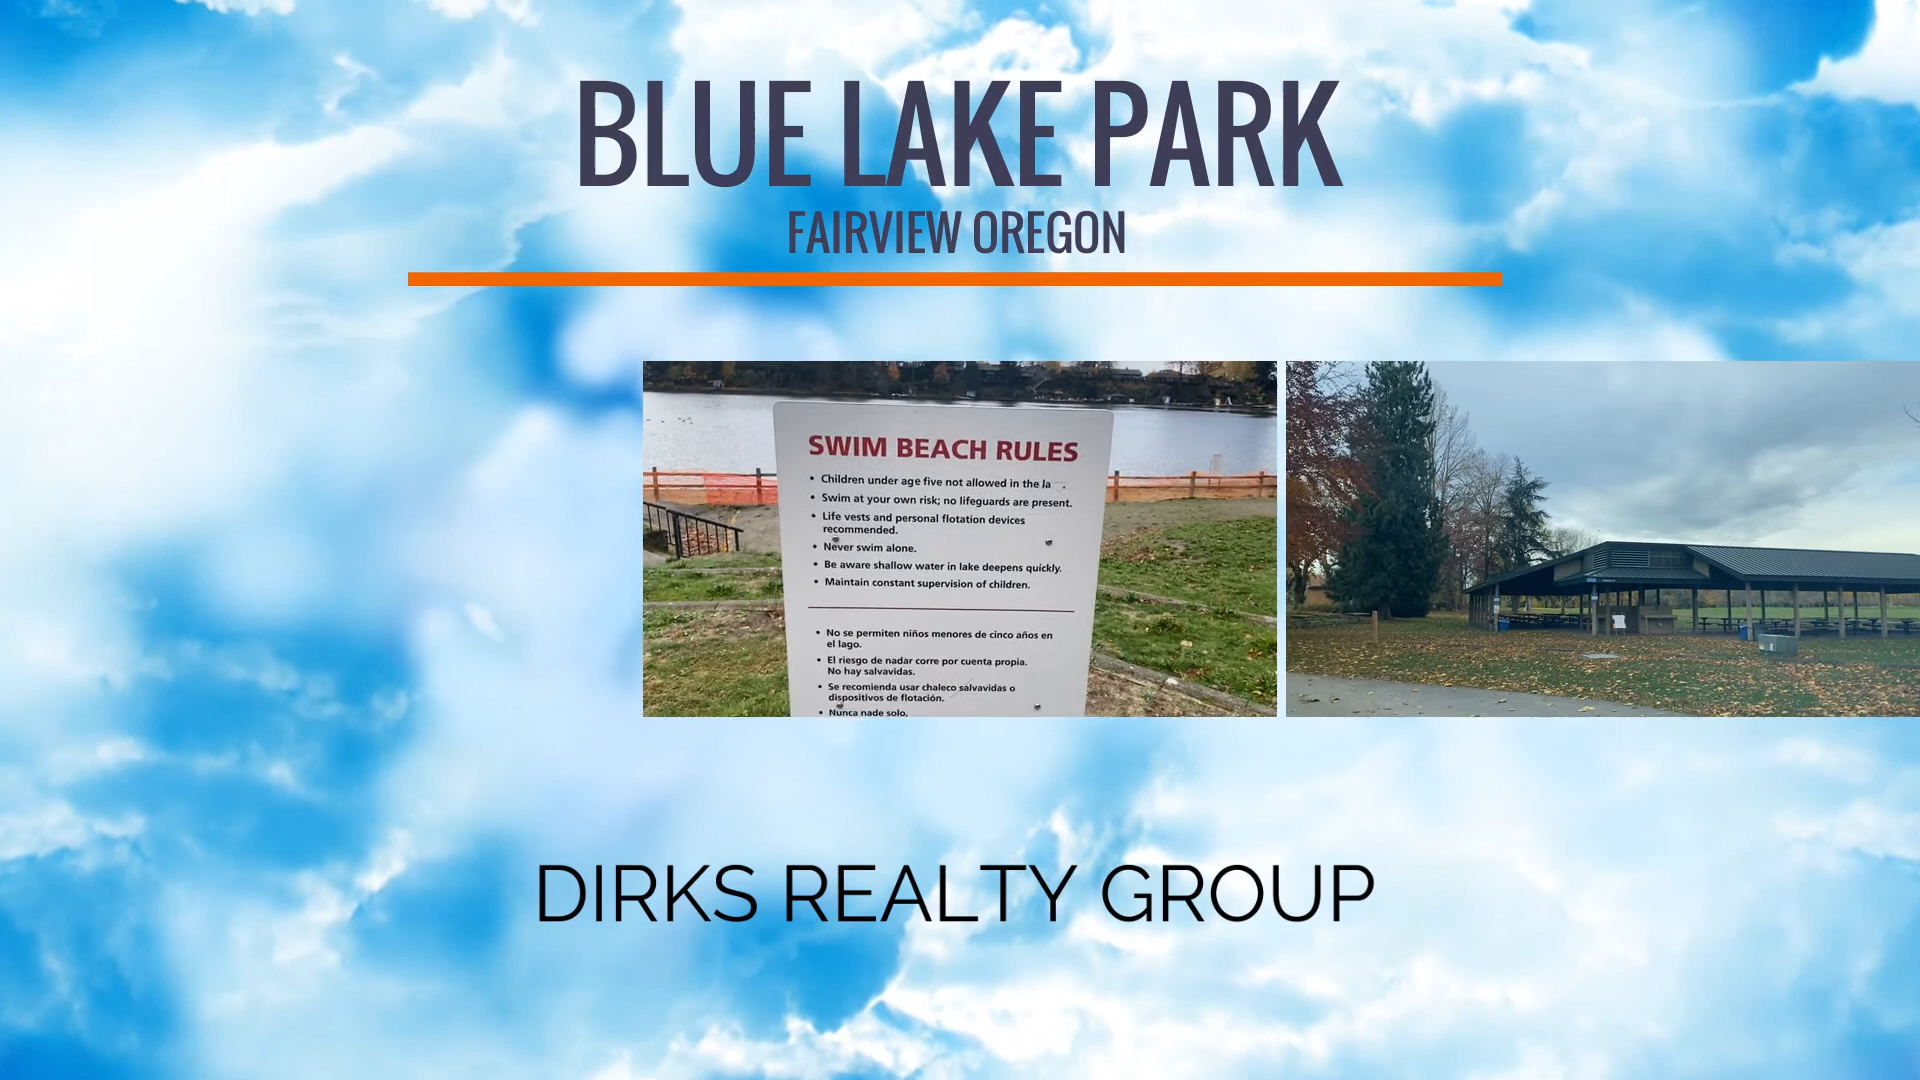 BLUE LAKE PARK
FAIRVIEW OREGON
SWIM BEACH RULES
• Children under age five not allowed in the la
• Swim at your own risk; no lifeguards are present.
• Life vests and personal flotation devices
recommended.
• Never swim alone.
• Be aware shallow water in lake deepens quickly.
• Maintain constant supervision of children.
• No se permiten niños menores de cinco años en
el lago.
• El riesgo de nadar corre por cuenta propia.
No hay salvavidas.
• Se recomienda usar chaleco salvavidas o
dispositivos de flotación.
• Nunca nade solo.
DIRKS REALTY GROUP